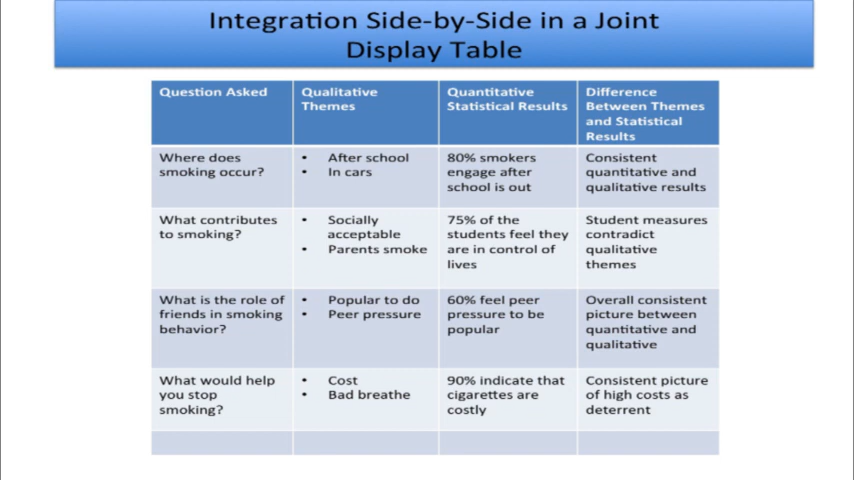 Integration Side-by-Side in a Joint
Display Table
Question Asked
Qualitative
Themes
Quantitative
Statistical Results
Difference
Between Themes
and Statistical
Results
Where does
smoking occur?
• After school
• In cars
80% smokers
engage after
school is out
Consistent
quantitative and
qualitative results
What contributes
to smoking?
• Socially
acceptable
• Parents smoke
75% of the
students feel they
are in control of
lives
Student measures
contradict
qualitative
themes
What is the role of
friends in smoking
behavior?
• Popular to do
• Peer pressure
60% feel peer
pressure to be
popular
Overall consistent
picture between
quantitative and
qualitative
What would help
you stop
smoking?
• Cost
• Bad breathe
90% indicate that
cigarettes are
costly
Consistent picture
of high costs as
deterrent